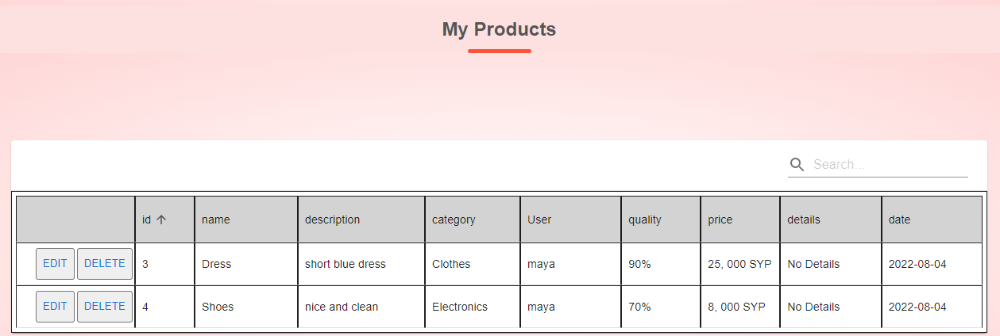 My Products
Search...
id name description category User quality price details date
EDIT DELETE 3 Dress short blue dress Clothes maya 90% 25, 000 SYP No Details 2022-08-04
EDIT DELETE 4 Shoes nice and clean Electronics maya 70% 8, 000 SYP No Details 2022-08-04